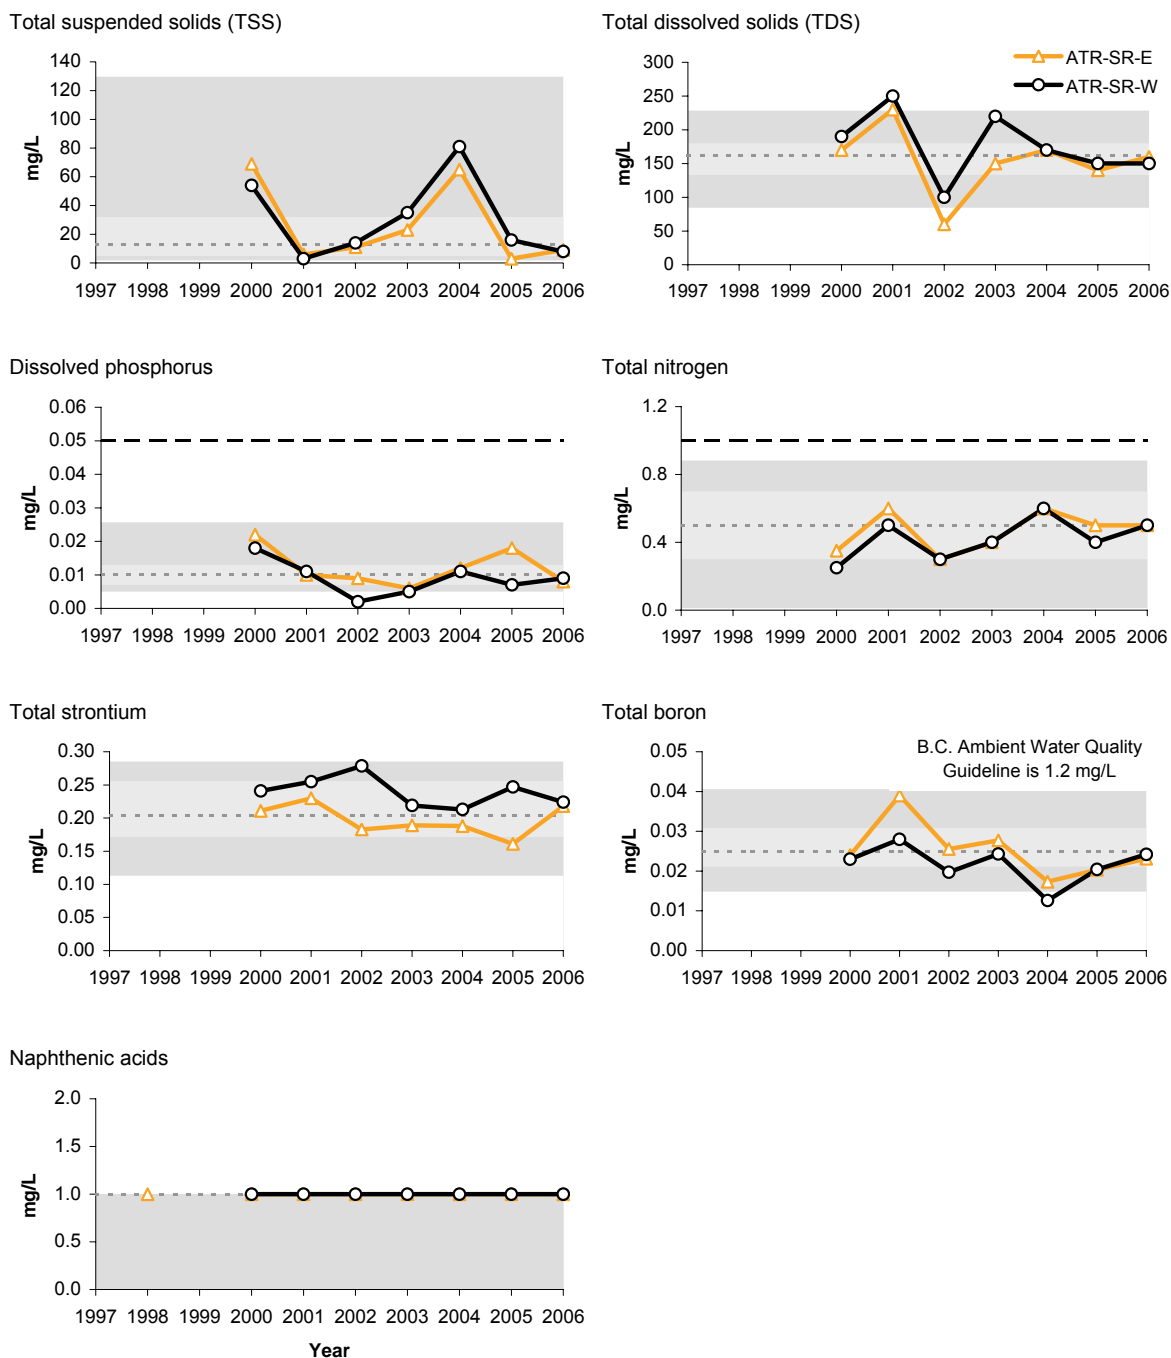 Total suspended solids (TSS)
140
120
100
80
60
40
20
0
mg/L
1997 1998 1999 2000 2001 2002 2003 2004 2005 2006
Total dissolved solids (TDS)
300
250
200
150
100
50
0
mg/L
ATR-SR-E
ATR-SR-W
1997 1998 1999 2000 2001 2002 2003 2004 2005 2006
Dissolved phosphorus
0.06
0.05
0.04
0.03
0.02
0.01
0.00
mg/L
1997 1998 1999 2000 2001 2002 2003 2004 2005 2006
Total nitrogen
1.2
0.8
0.4
0.0
mg/L
1997 1998 1999 2000 2001 2002 2003 2004 2005 2006
Total strontium
0.30
0.25
0.20
0.15
0.10
0.05
0.00
mg/L
1997 1998 1999 2000 2001 2002 2003 2004 2005 2006
Total boron
0.05
0.04
0.03
0.02
0.01
0.00
mg/L
B.C. Ambient Water Quality
Guideline is 1.2 mg/L
1997 1998 1999 2000 2001 2002 2003 2004 2005 2006
Naphthenic acids
2.0
1.5
1.0
0.5
0.0
mg/L
1997 1998 1999 2000 2001 2002 2003 2004 2005 2006
Year